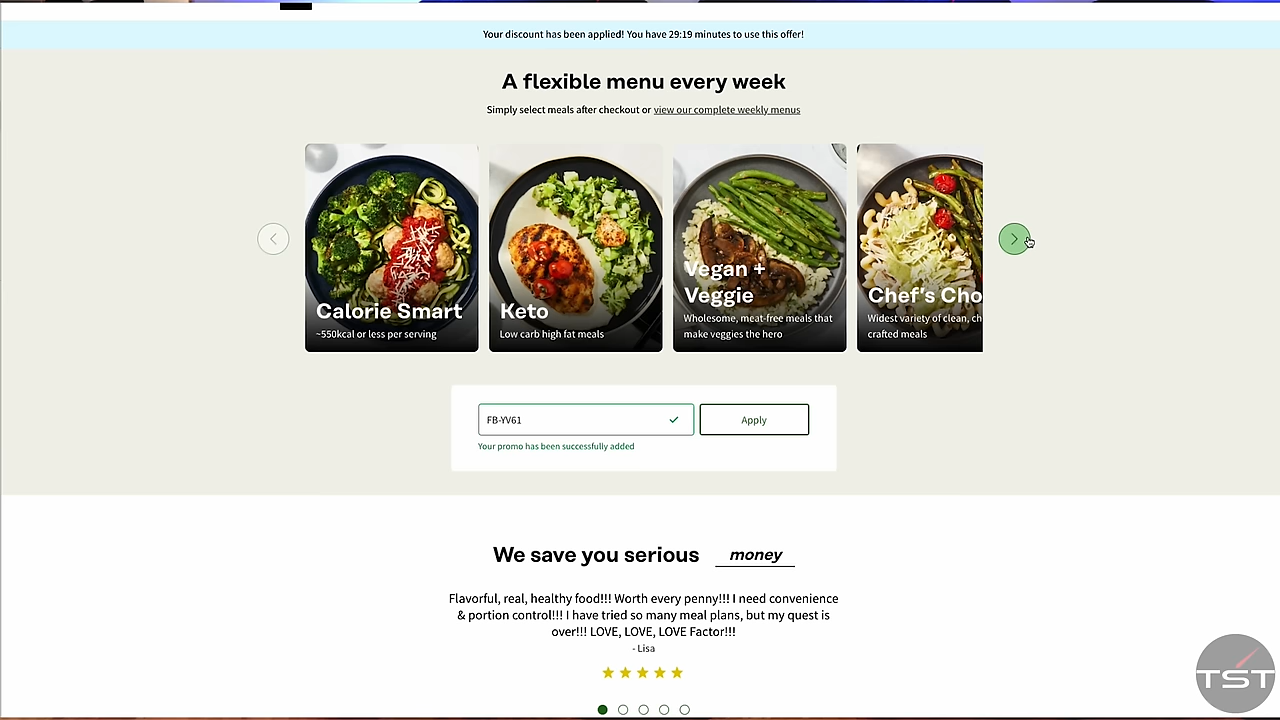 Your discount has been applied! You have 29:19 minutes to use this offer!
A flexible menu every week
Simply select meals after checkout or view our complete weekly menus
Calorie Smart
~550kcal or less per serving
Keto
Low carb high fat meals
Vegan +
Veggie
Wholesome, meat-free meals that
make veggies the hero
Chef's Cho
Widest variety of clean, ch
crafted meals
FB-YV61
Apply
Your promo has been successfully added
We save you serious money
Flavorful, real, healthy food!!! Worth every penny!!! I need convenience
& portion control!!! I have tried so many meal plans, but my quest is
over!!! LOVE, LOVE, LOVE Factor!!!
- Lisa
TST